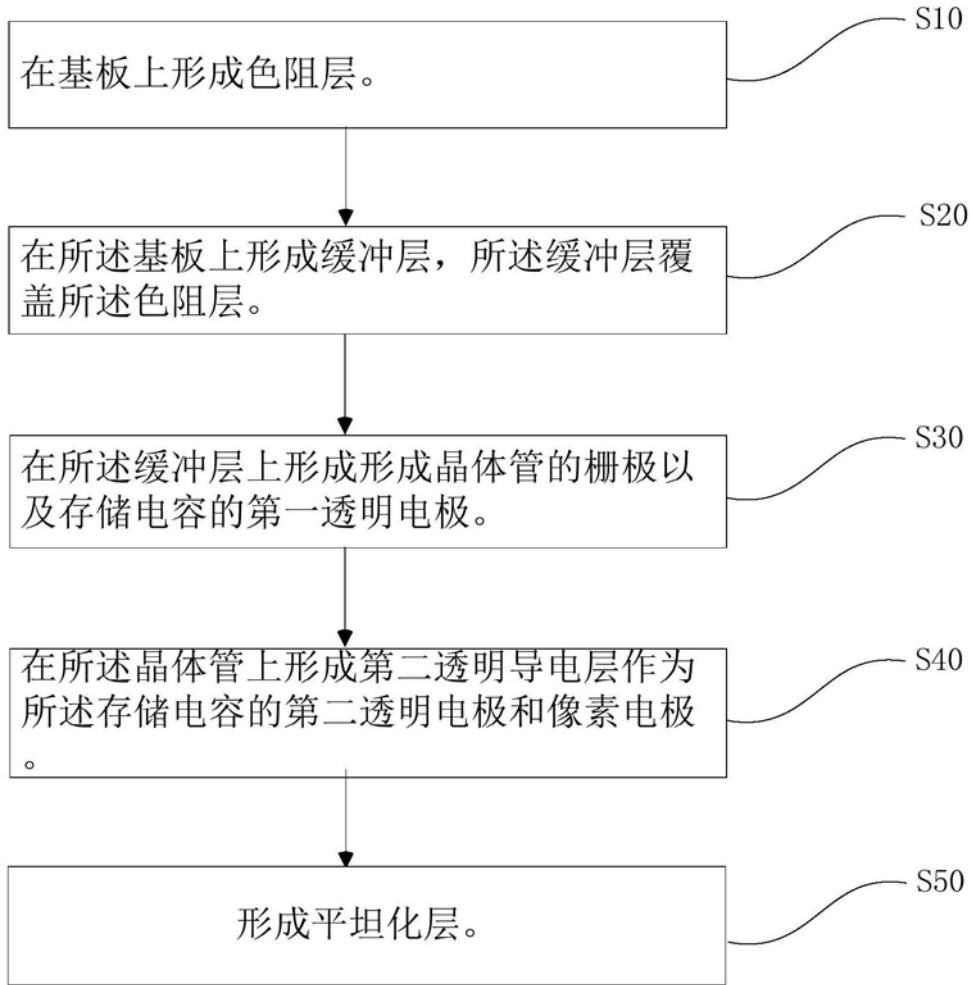 S10
在基板上形成色阻层。
S20
在所述基板上形成缓冲层，所述缓冲层覆
盖所述色阻层。
S30
在所述缓冲层上形成形成晶体管的栅极以
及存储电容的第一透明电极。
S40
在所述晶体管上形成第二透明导电层作为
所述存储电容的第二透明电极和像素电极
。
S50
形成平坦化层。